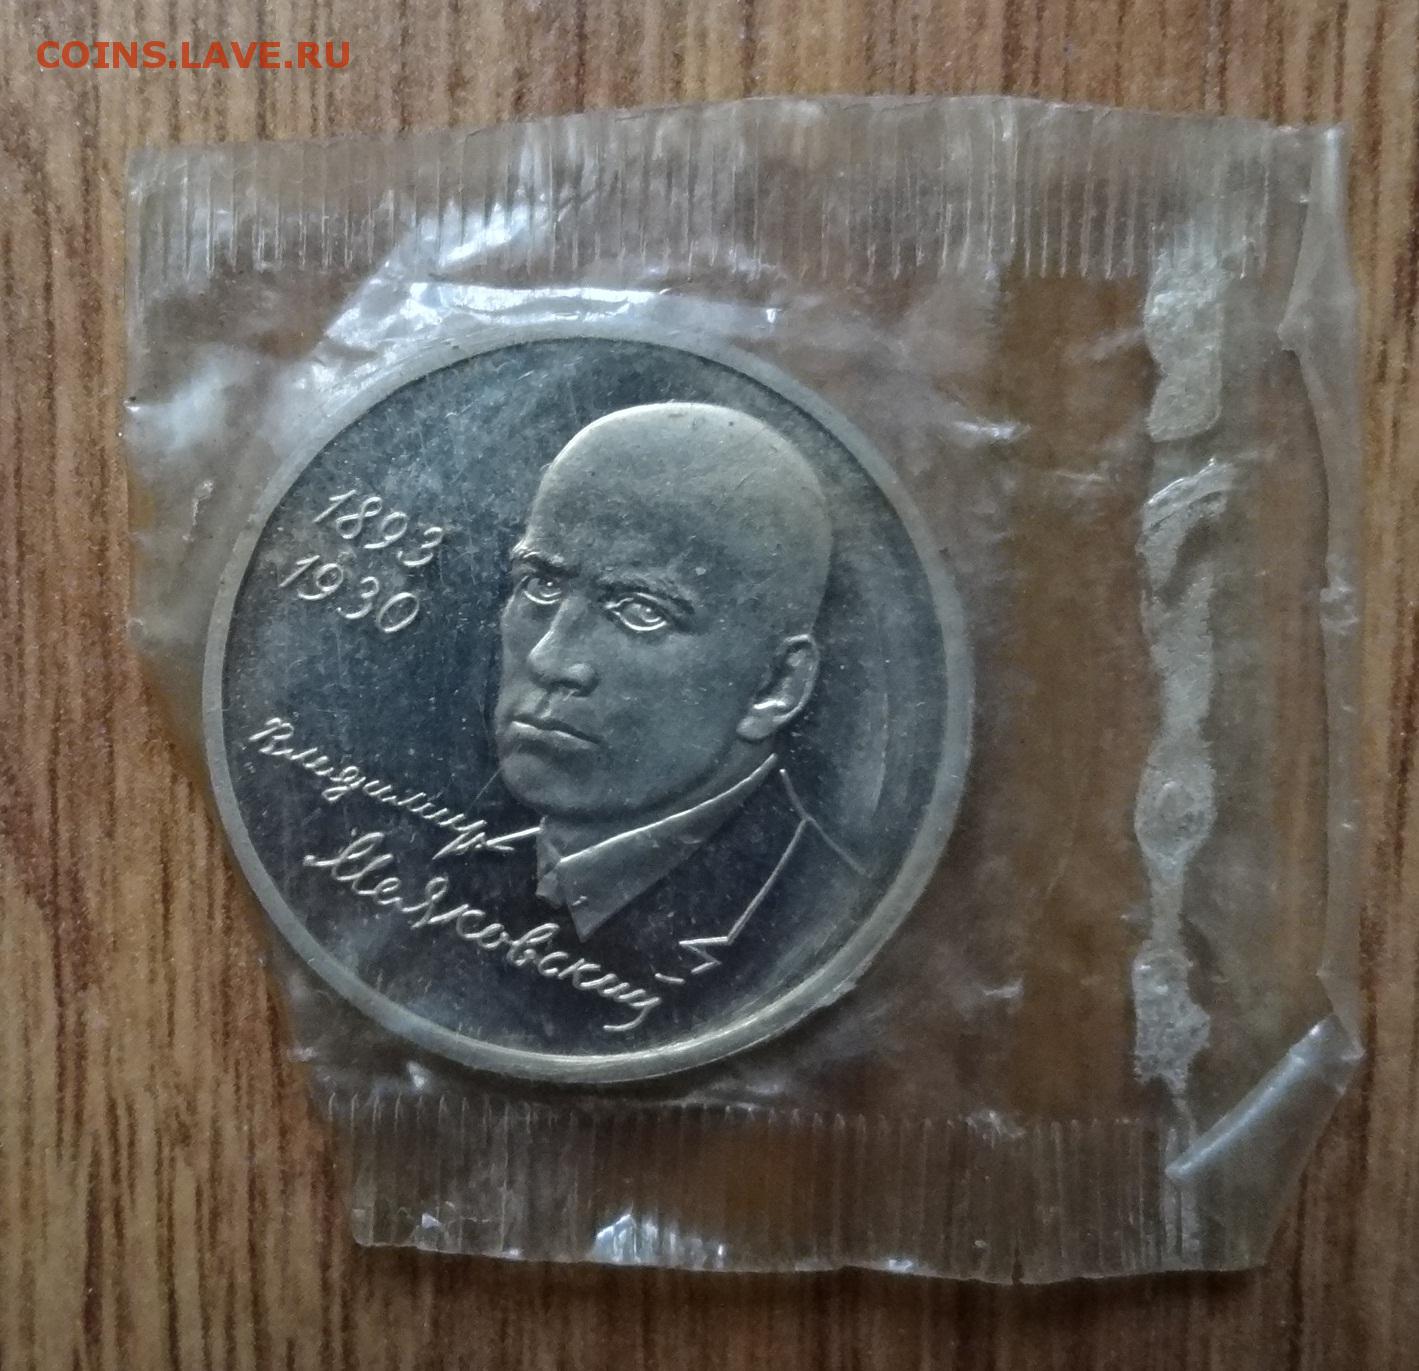 COINS.LAVE.RU
1893
1930
Владимир
Маяковский